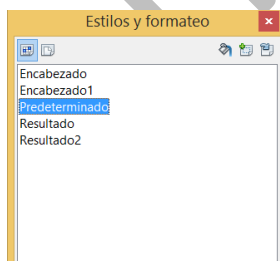 Estilos y formateo
Encabezado
Encabezado1
Predeterminado
Resultado
Resultado2